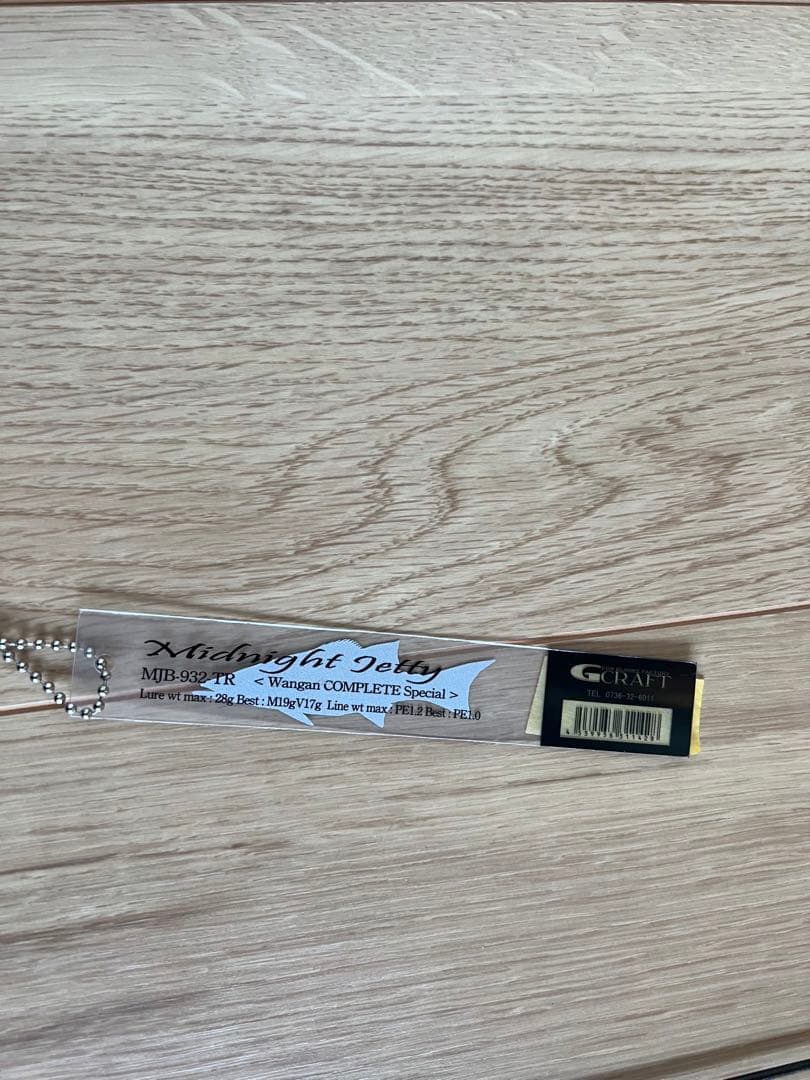 Midnight Jetty
MJB-932-TR < Wangan COMPLETE Special >
Lure wt max : 28g Best : M19gV17g Line wt max : PE1.2 Best : PE1.0
GCRAFT
TEL 0736-32-6011